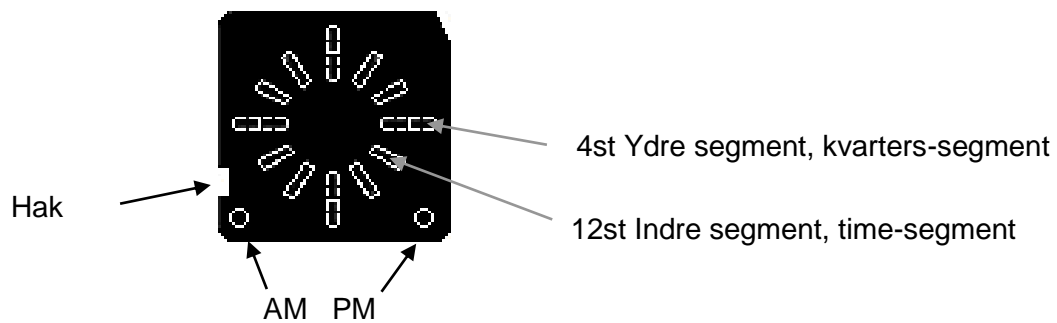 4st Ydre segment, kvarters-segment
Hak
12st Indre segment, time-segment
AM PM